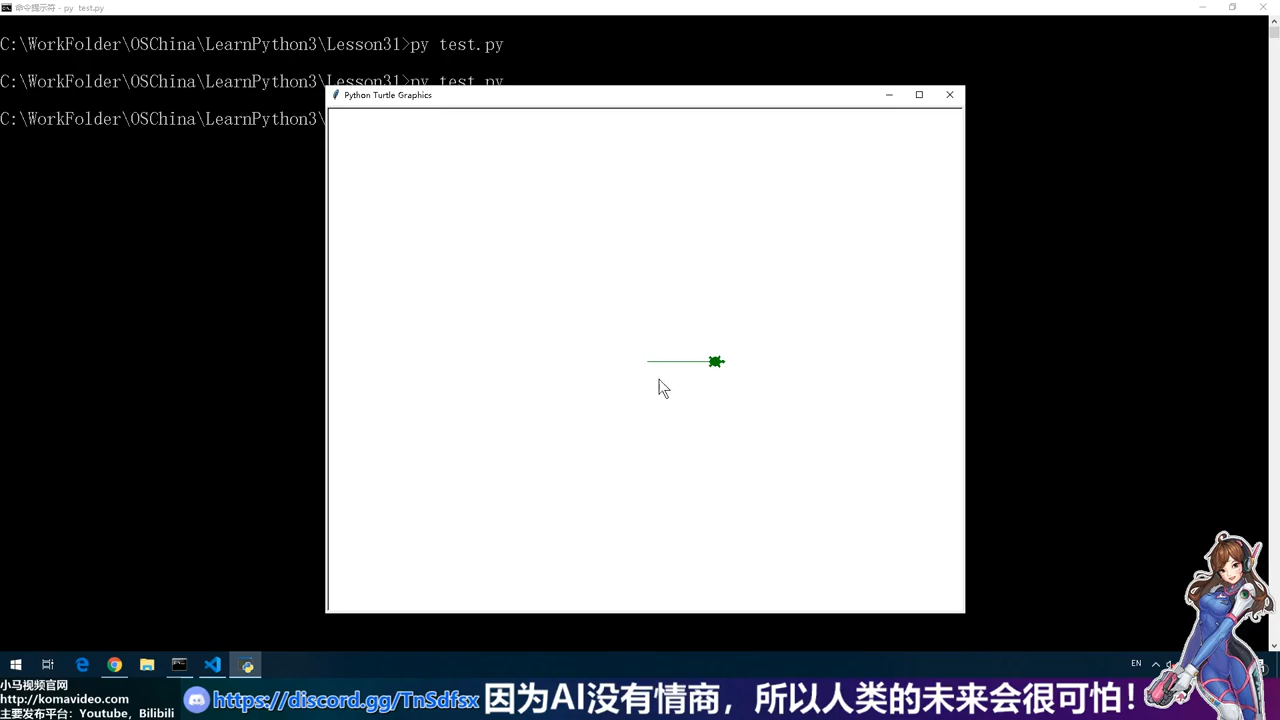 命令提示符 - py  test.py
C:\WorkFolder\OSChina\LearnPython3\Lesson31>py test.py
C:\WorkFolder\OSChina\LearnPython3\Lesson31>py test.py
C:\WorkFolder\OSChina\LearnPython3\
Python Turtle Graphics
EN
小马视频官网
http://komavideo.com
主要发布平台：Youtube，Bilibili
https://discord.gg/TnSdfsx 因为AI没有情商，所以人类的未来会很可怕！